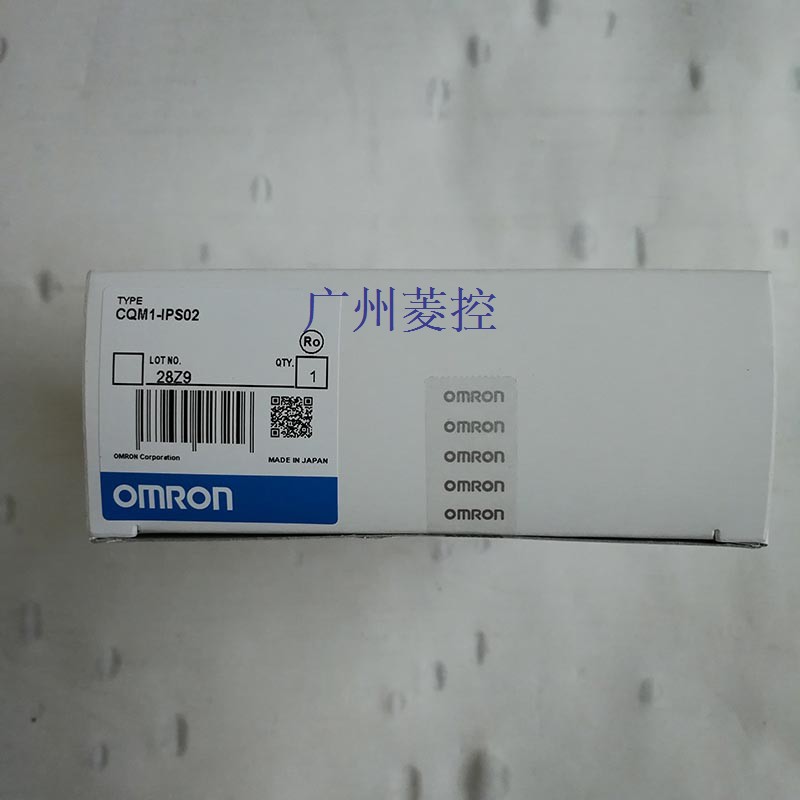 广州菱控
TYPE
CQM1-IPS02
Ro
LOT NO.
28Z9
QTY.
1
OMRON Corporation
MADE IN JAPAN
OMRON
OMRON
OMRON
OMRON
OMRON
OMRON